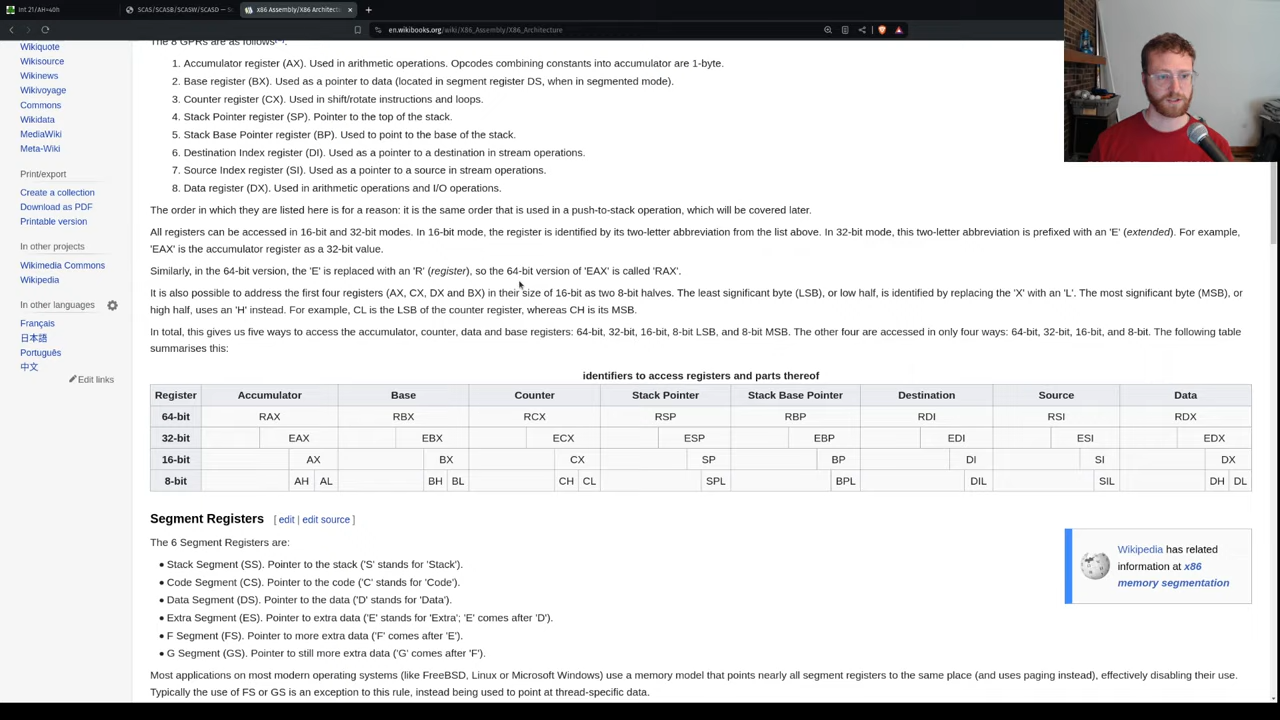 int 21/AH=40h
SCAS/SCASB/SCASW/SCASD — Sc
x86 Assembly/X86 Architec
en.wikibooks.org/wiki/X86_Assembly/X86_Architecture
Wikiquote
Wikisource
Wikinews
Wikivoyage
Commons
Wikidata
MediaWiki
Meta-Wiki
Print/export
Create a collection
Download as PDF
Printable version
In other projects
Wikimedia Commons
Wikipedia
In other languages
Français
日本語
Português
中文
Edit links
The 8 GPRs are as follows
1. Accumulator register (AX). Used in arithmetic operations. Opcodes combining constants into accumulator are 1-byte.
2. Base register (BX). Used as a pointer to data (located in segment register DS, when in segmented mode).
3. Counter register (CX). Used in shift/rotate instructions and loops.
4. Stack Pointer register (SP). Pointer to the top of the stack.
5. Stack Base Pointer register (BP). Used to point to the base of the stack.
6. Destination Index register (DI). Used as a pointer to a destination in stream operations.
7. Source Index register (SI). Used as a pointer to a source in stream operations.
8. Data register (DX). Used in arithmetic operations and I/O operations.
The order in which they are listed here is for a reason: it is the same order that is used in a push-to-stack operation, which will be covered later.
All registers can be accessed in 16-bit and 32-bit modes. In 16-bit mode, the register is identified by its two-letter abbreviation from the list above. In 32-bit mode, this two-letter abbreviation is prefixed with an 'E' (extended). For example,
'EAX' is the accumulator register as a 32-bit value.
Similarly, in the 64-bit version, the 'E' is replaced with an 'R' (register), so the 64-bit version of 'EAX' is called 'RAX'.
It is also possible to address the first four registers (AX, CX, DX and BX) in their size of 16-bit as two 8-bit halves. The least significant byte (LSB), or low half, is identified by replacing the 'X' with an 'L'. The most significant byte (MSB), or
high half, uses an 'H' instead. For example, CL is the LSB of the counter register, whereas CH is its MSB.
In total, this gives us five ways to access the accumulator, counter, data and base registers: 64-bit, 32-bit, 16-bit, 8-bit LSB, and 8-bit MSB. The other four are accessed in only four ways: 64-bit, 32-bit, 16-bit, and 8-bit. The following table
summarises this:
identifiers to access registers and parts thereof
Register Accumulator Base Counter Stack Pointer Stack Base Pointer Destination Source Data
64-bit RAX RBX RCX RSP RBP RDI RSI RDX
32-bit EAX EBX ECX ESP EBP EDI ESI EDX
16-bit AX BX CX SP BP DI SI DX
8-bit AH AL BH BL CH CL SPL BPL DIL SIL DH DL
Segment Registers [ edit | edit source ]
The 6 Segment Registers are:
• Stack Segment (SS). Pointer to the stack ('S' stands for 'Stack').
• Code Segment (CS). Pointer to the code ('C' stands for 'Code').
• Data Segment (DS). Pointer to the data ('D' stands for 'Data').
• Extra Segment (ES). Pointer to extra data ('E' stands for 'Extra'; 'E' comes after 'D').
• F Segment (FS). Pointer to more extra data ('F' comes after 'E').
• G Segment (GS). Pointer to still more extra data ('G' comes after 'F').
Wikipedia has related
information at x86
memory segmentation
Most applications on most modern operating systems (like FreeBSD, Linux or Microsoft Windows) use a memory model that points nearly all segment registers to the same place (and uses paging instead), effectively disabling their use.
Typically the use of FS or GS is an exception to this rule, instead being used to point at thread-specific data.